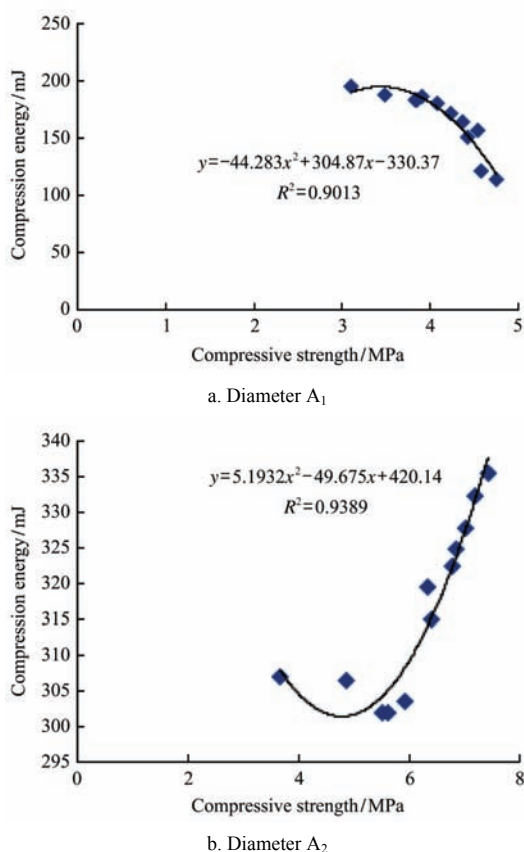 250
200
150
100
50
0
Compression energy/mJ
y=−44.283x²+304.87x−330.37
R²=0.9013
0 1 2 3 4 5
Compressive strength/MPa
a. Diameter A₁
340
335
330
325
320
315
310
305
300
295
Compression energy/mJ
y=5.1932x²−49.675x+420.14
R²=0.9389
0 2 4 6 8
Compressive strength/MPa
b. Diameter A₂